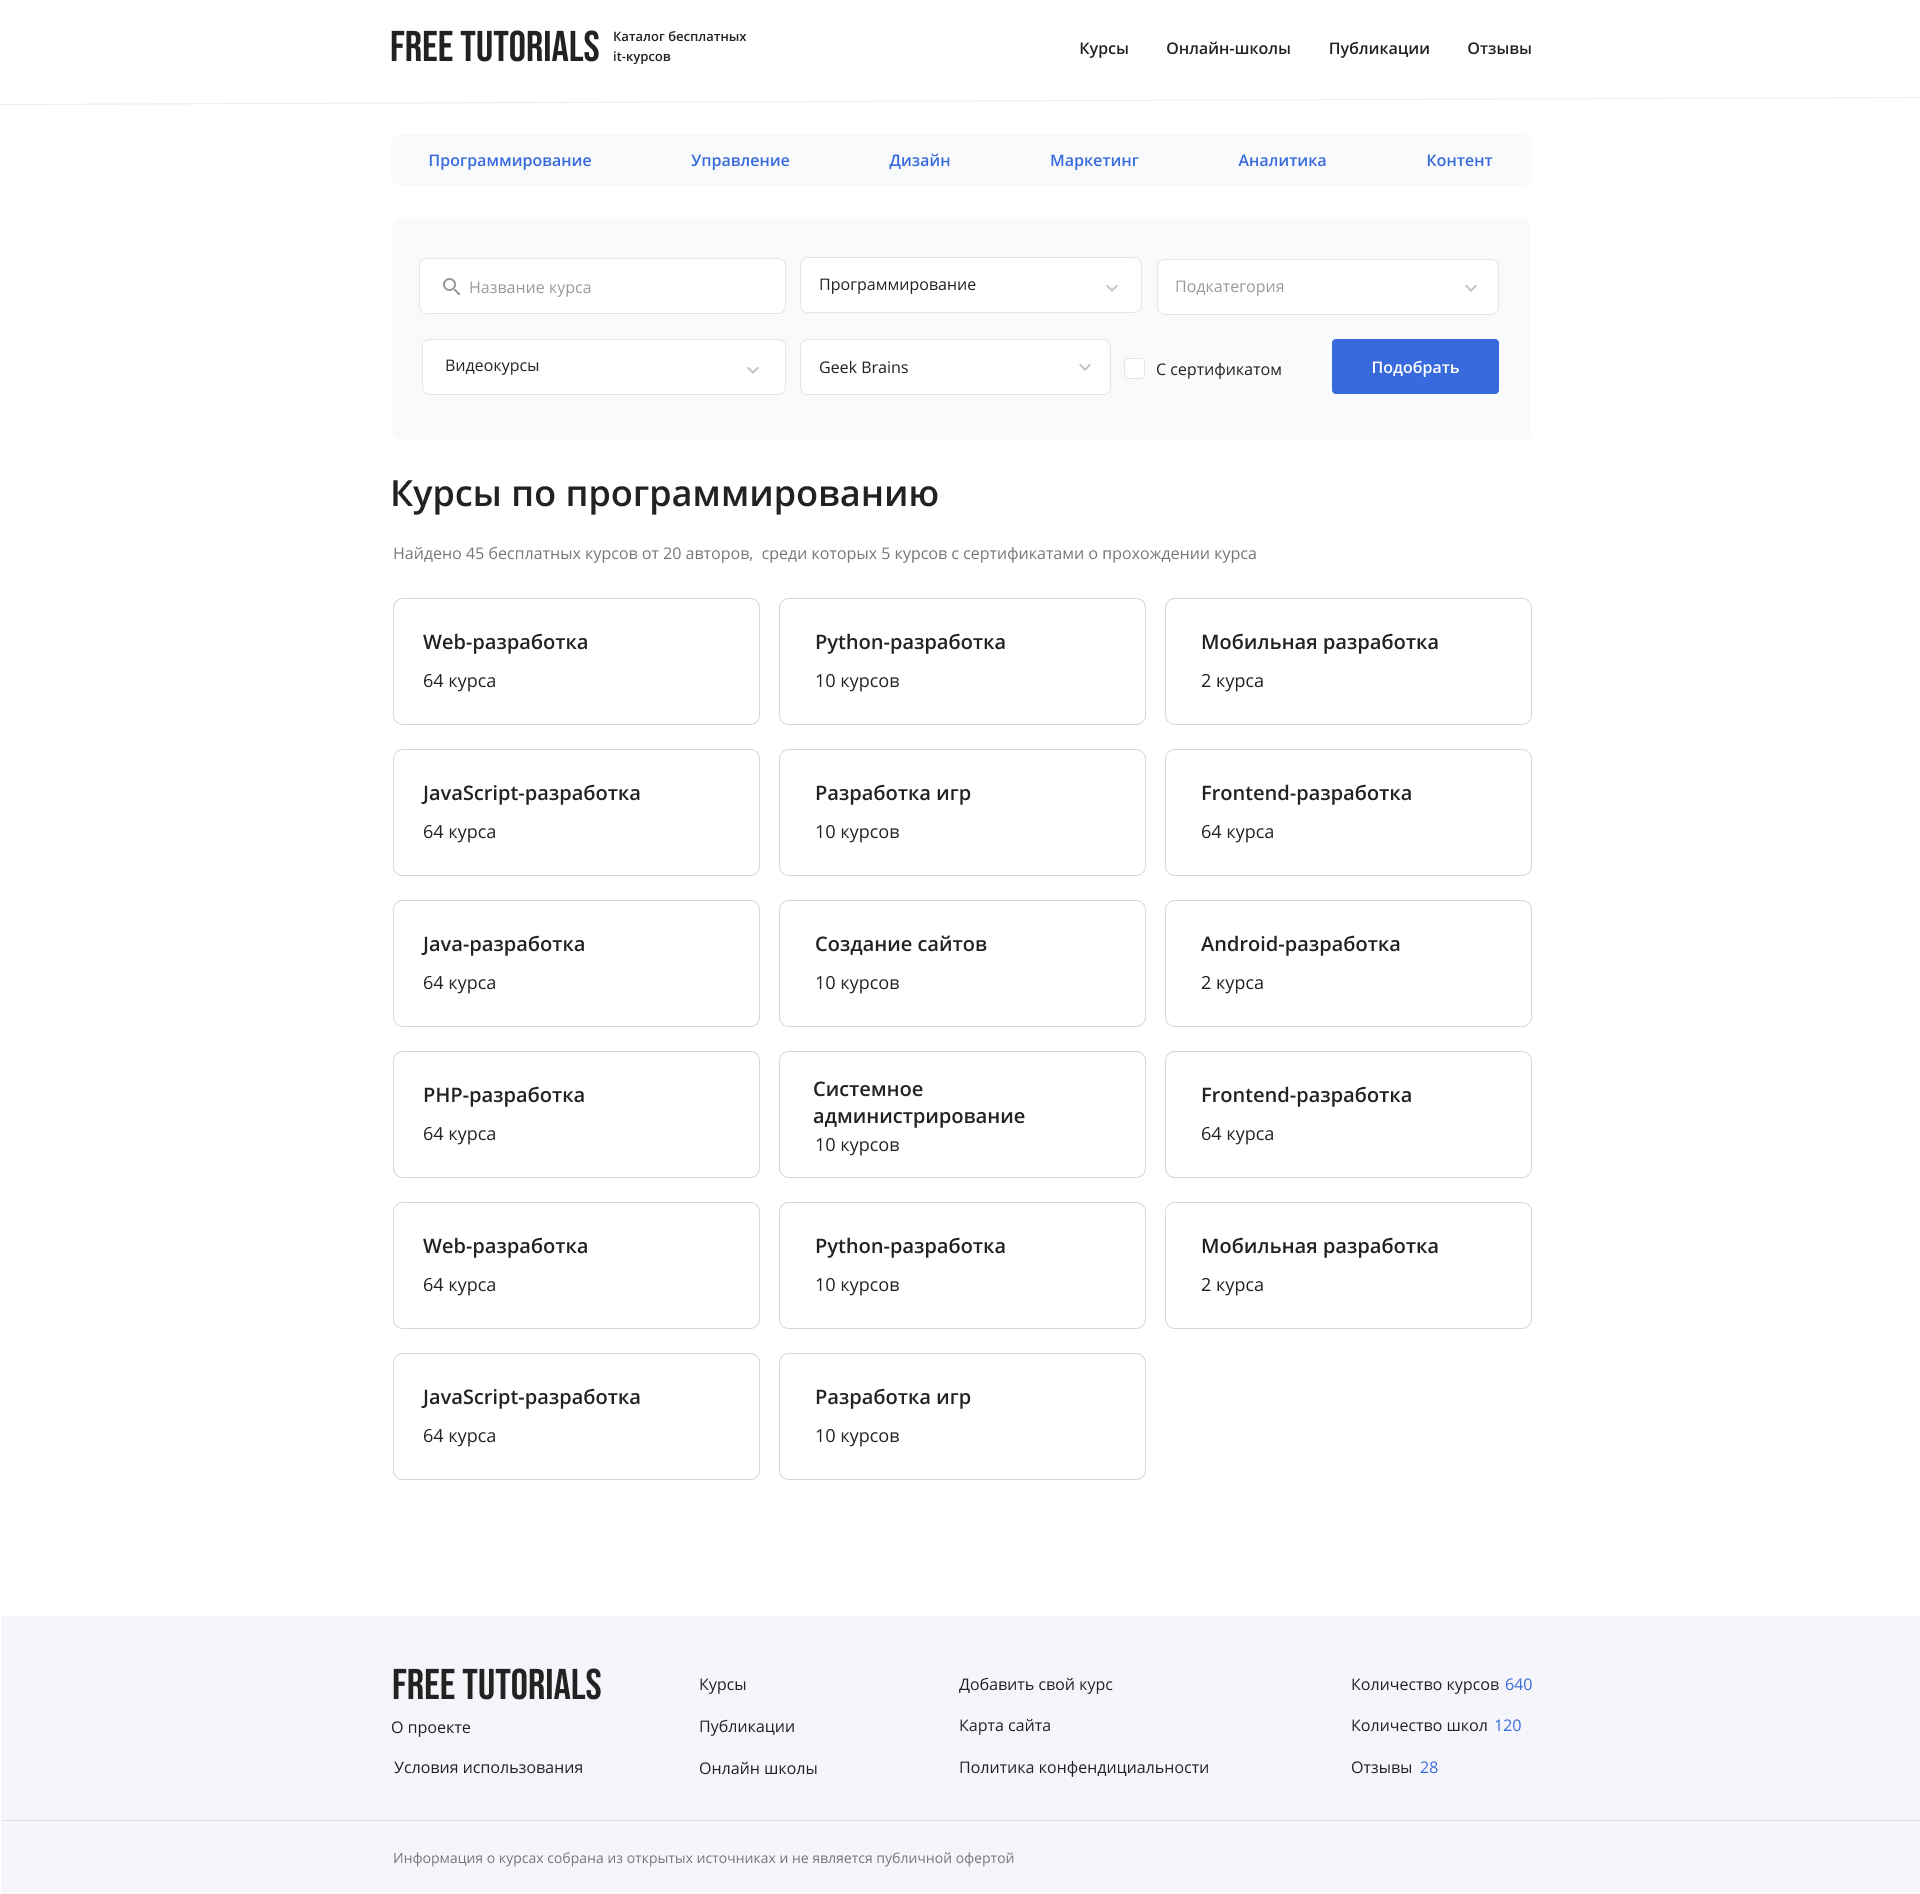 FREE TUTORIALS
Каталог бесплатных
it-курсов
Курсы
Онлайн-школы
Публикации
Отзывы
Программирование
Управление
Дизайн
Маркетинг
Аналитика
Контент
Название курса
Программирование
Подкатегория
Видеокурсы
Geek Brains
С сертификатом
Подобрать
Курсы по программированию
Найдено 45 бесплатных курсов от 20 авторов, среди которых 5 курсов с сертификатами о прохождении курса
Web-разработка
64 курса
Python-разработка
10 курсов
Мобильная разработка
2 курса
JavaScript-разработка
64 курса
Разработка игр
10 курсов
Frontend-разработка
64 курса
Java-разработка
64 курса
Создание сайтов
10 курсов
Android-разработка
2 курса
PHP-разработка
64 курса
Системное
администрирование
10 курсов
Frontend-разработка
64 курса
Web-разработка
64 курса
Python-разработка
10 курсов
Мобильная разработка
2 курса
JavaScript-разработка
64 курса
Разработка игр
10 курсов
FREE TUTORIALS
О проекте
Условия использования
Курсы
Публикации
Онлайн школы
Добавить свой курс
Карта сайта
Политика конфендициальности
Количество курсов 640
Количество школ 120
Отзывы 28
Информация о курсах собрана из открытых источниках и не является публичной офертой